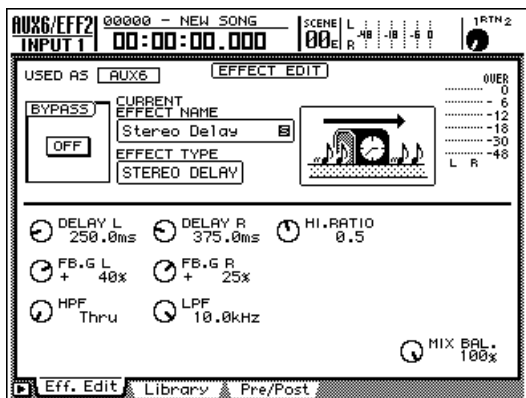 AUX6/EFF2 00000 - NEW SONG SCENE L 1RTN2
INPUT 1 00:00:00.000 00E R -48 -18 -6 0
USED AS AUX6 EFFECT EDIT
OVER
0
- 6
-12
-18
-30
-48
L R
BYPASS
OFF
CURRENT
EFFECT NAME
Stereo Delay S
EFFECT TYPE
STEREO DELAY
DELAY L DELAY R HI.RATIO
250.0ms 375.0ms 0.5
FB.G L FB.G R
+ 40% + 25%
HPF LPF
Thru 10.0kHz
MIX BAL.
100%
Eff. Edit Library Pre/Post